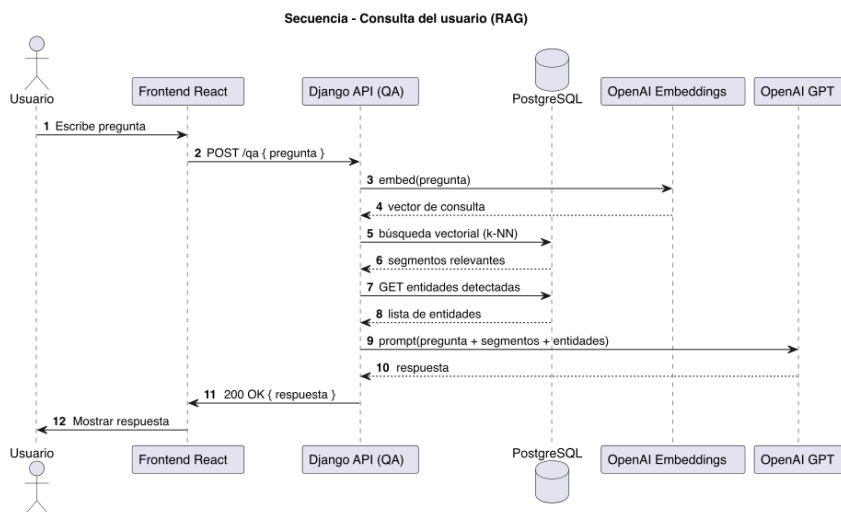 Secuencia - Consulta del usuario (RAG)
Usuario
Frontend React
Django API (QA)
PostgreSQL
OpenAI Embeddings
OpenAI GPT
1 Escribe pregunta
2 POST /qa { pregunta }
3 embed(pregunta)
4 vector de consulta
5 búsqueda vectorial (k-NN)
6 segmentos relevantes
7 GET entidades detectadas
8 lista de entidades
9 prompt(pregunta + segmentos + entidades)
10 respuesta
11 200 OK { respuesta }
12 Mostrar respuesta
Usuario
Frontend React
Django API (QA)
PostgreSQL
OpenAI Embeddings
OpenAI GPT